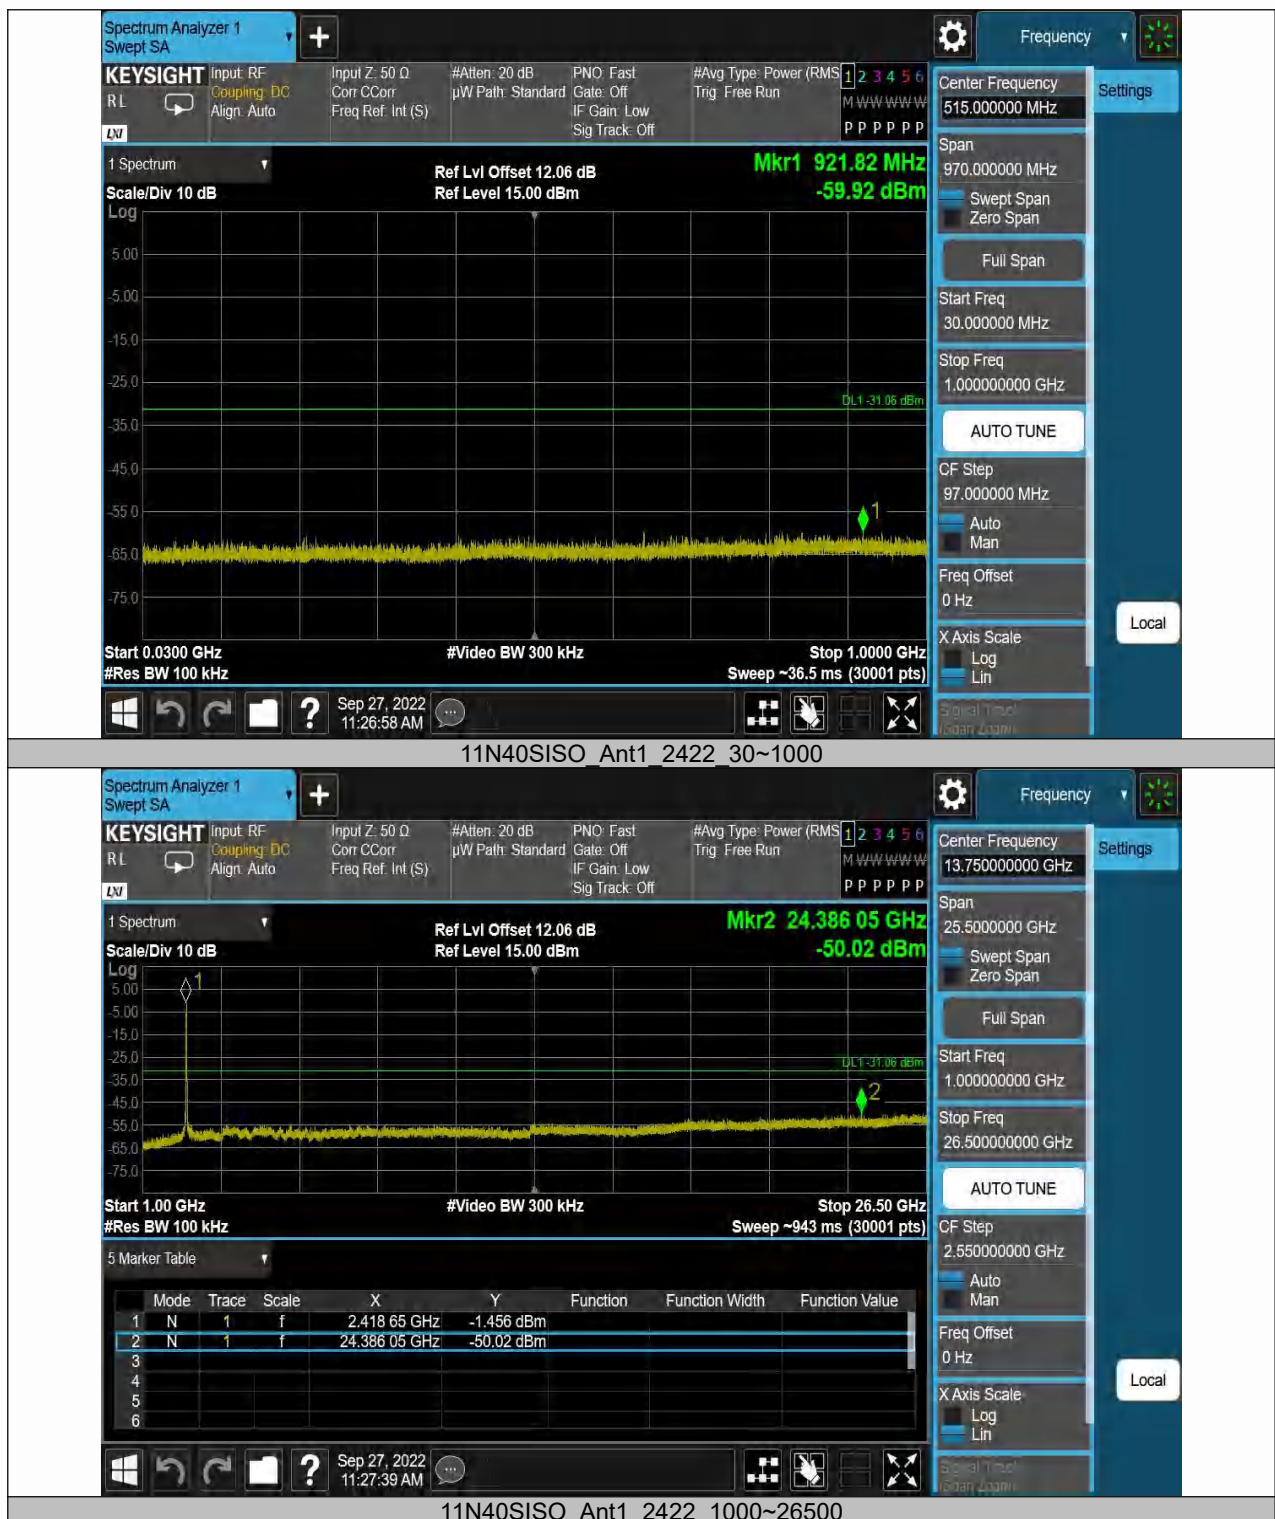 Spectrum Analyzer 1
Swept SA
+
Frequency
KEYSIGHT
R L
LXI
Input: RF
Coupling: DC
Align: Auto
Input Z: 50 Ω
Corr CCorr
Freq Ref: Int (S)
#Atten: 20 dB
µW Path: Standard
PNO: Fast
Gate: Off
IF Gain: Low
Sig Track: Off
#Avg Type: Power (RMS
Trig: Free Run
1 2 3 4 5 6
M W W W W W
P P P P P P
1 Spectrum
Scale/Div 10 dB
Log
Ref Lvl Offset 12.06 dB
Ref Level 15.00 dBm
Mkr1 921.82 MHz
-59.92 dBm
5.00
-5.00
-15.0
-25.0
DL1 -31.06 dBm
-35.0
-45.0
-55.0
1
-65.0
-75.0
Start 0.0300 GHz
#Res BW 100 kHz
#Video BW 300 kHz
Stop 1.0000 GHz
Sweep ~36.5 ms (30001 pts)
Sep 27, 2022
11:26:58 AM
Center Frequency
515.000000 MHz
Settings
Span
970.000000 MHz
Swept Span
Zero Span
Full Span
Start Freq
30.000000 MHz
Stop Freq
1.000000000 GHz
AUTO TUNE
CF Step
97.000000 MHz
Auto
Man
Freq Offset
0 Hz
X Axis Scale
Log
Lin
Local
Signal Track
(Span Zoom)
11N40SISO_Ant1_2422_30~1000
Spectrum Analyzer 1
Swept SA
+
Frequency
KEYSIGHT
R L
LXI
Input: RF
Coupling: DC
Align: Auto
Input Z: 50 Ω
Corr CCorr
Freq Ref: Int (S)
#Atten: 20 dB
µW Path: Standard
PNO: Fast
Gate: Off
IF Gain: Low
Sig Track: Off
#Avg Type: Power (RMS
Trig: Free Run
1 2 3 4 5 6
M W W W W W
P P P P P P
1 Spectrum
Scale/Div 10 dB
Log
Ref Lvl Offset 12.06 dB
Ref Level 15.00 dBm
Mkr2 24.386 05 GHz
-50.02 dBm
1
5.00
-5.00
-15.0
-25.0
DL1 -31.06 dBm
-35.0
2
-45.0
-55.0
-65.0
-75.0
Start 1.00 GHz
#Res BW 100 kHz
#Video BW 300 kHz
Stop 26.50 GHz
Sweep ~943 ms (30001 pts)
5 Marker Table
Mode Trace Scale X Y Function Function Width Function Value
1 N 1 f 2.418 65 GHz -1.456 dBm
2 N 1 f 24.386 05 GHz -50.02 dBm
3
4
5
6
Sep 27, 2022
11:27:39 AM
Center Frequency
13.750000000 GHz
Settings
Span
25.5000000 GHz
Swept Span
Zero Span
Full Span
Start Freq
1.000000000 GHz
Stop Freq
26.500000000 GHz
AUTO TUNE
CF Step
2.550000000 GHz
Auto
Man
Freq Offset
0 Hz
X Axis Scale
Log
Lin
Local
Signal Track
(Span Zoom)
11N40SISO_Ant1_2422_1000~26500